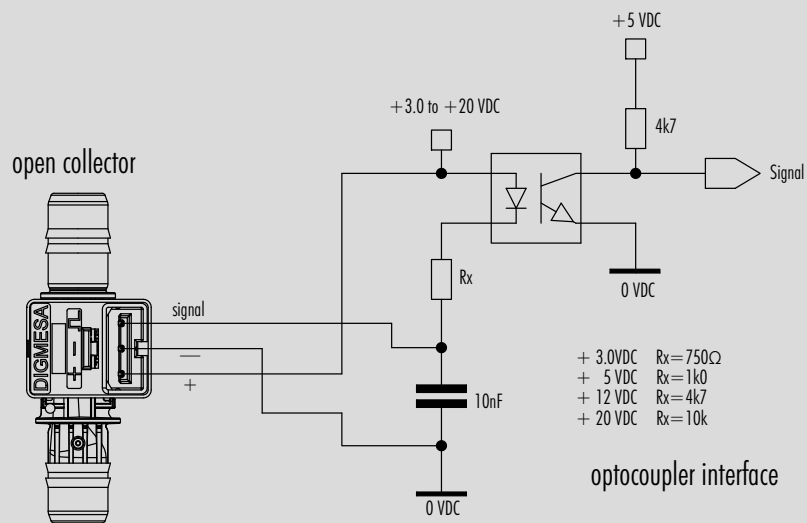 +5 VDC
+3.0 to +20 VDC
4k7
open collector
Signal
Rx
0 VDC
signal
DIGMESA
—
+
10nF
+ 3.0VDC Rx=750Ω
+ 5 VDC Rx=1k0
+ 12 VDC Rx=4k7
+ 20 VDC Rx=10k
optocoupler interface
0 VDC